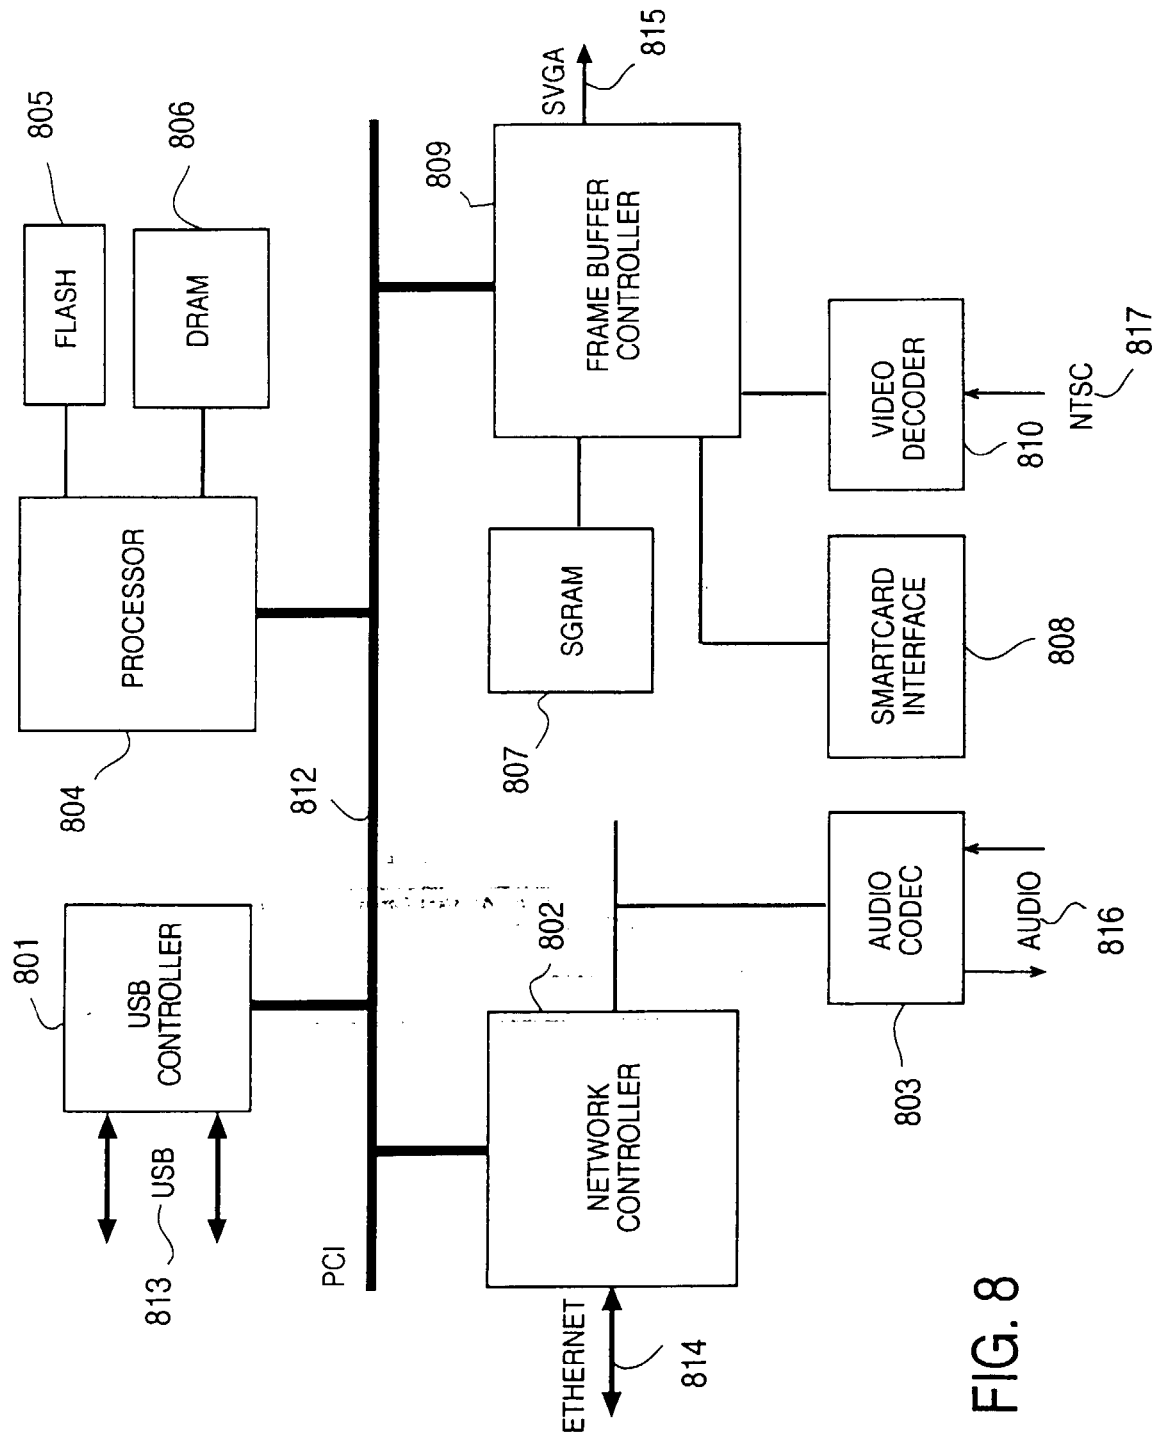 801
USB
CONTROLLER
813
USB
804
PROCESSOR
FLASH
805
DRAM
806
PCI
812
ETHERNET
814
NETWORK
CONTROLLER
802
807
SGRAM
809
FRAME BUFFER
CONTROLLER
SVGA
815
803
AUDIO
CODEC
AUDIO
816
SMARTCARD
INTERFACE
808
VIDEO
DECODER
810
NTSC
817
FIG. 8